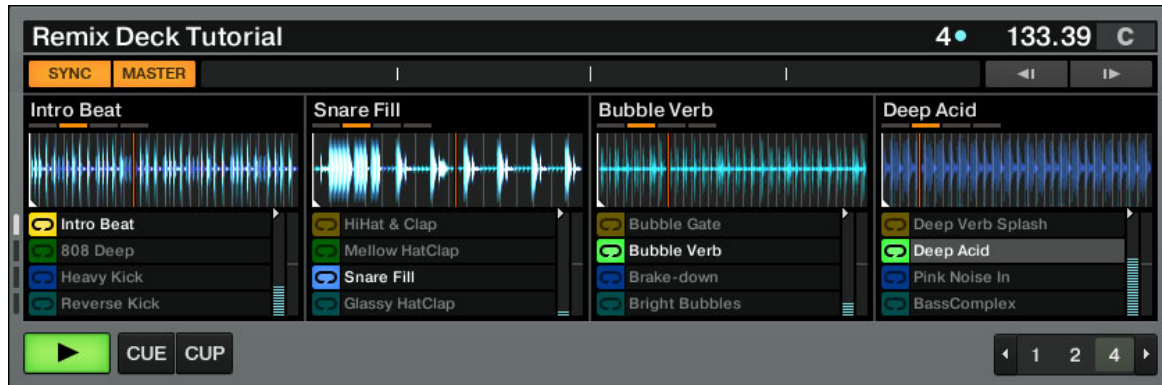 Remix Deck Tutorial 4 133.39 C
SYNC MASTER
Intro Beat
Snare Fill
Bubble Verb
Deep Acid
Intro Beat
808 Deep
Heavy Kick
Reverse Kick
HiHat & Clap
Mellow HatClap
Snare Fill
Glassy HatClap
Bubble Gate
Bubble Verb
Brake-down
Bright Bubbles
Deep Verb Splash
Deep Acid
Pink Noise In
BassComplex
CUE CUP
1 2 4